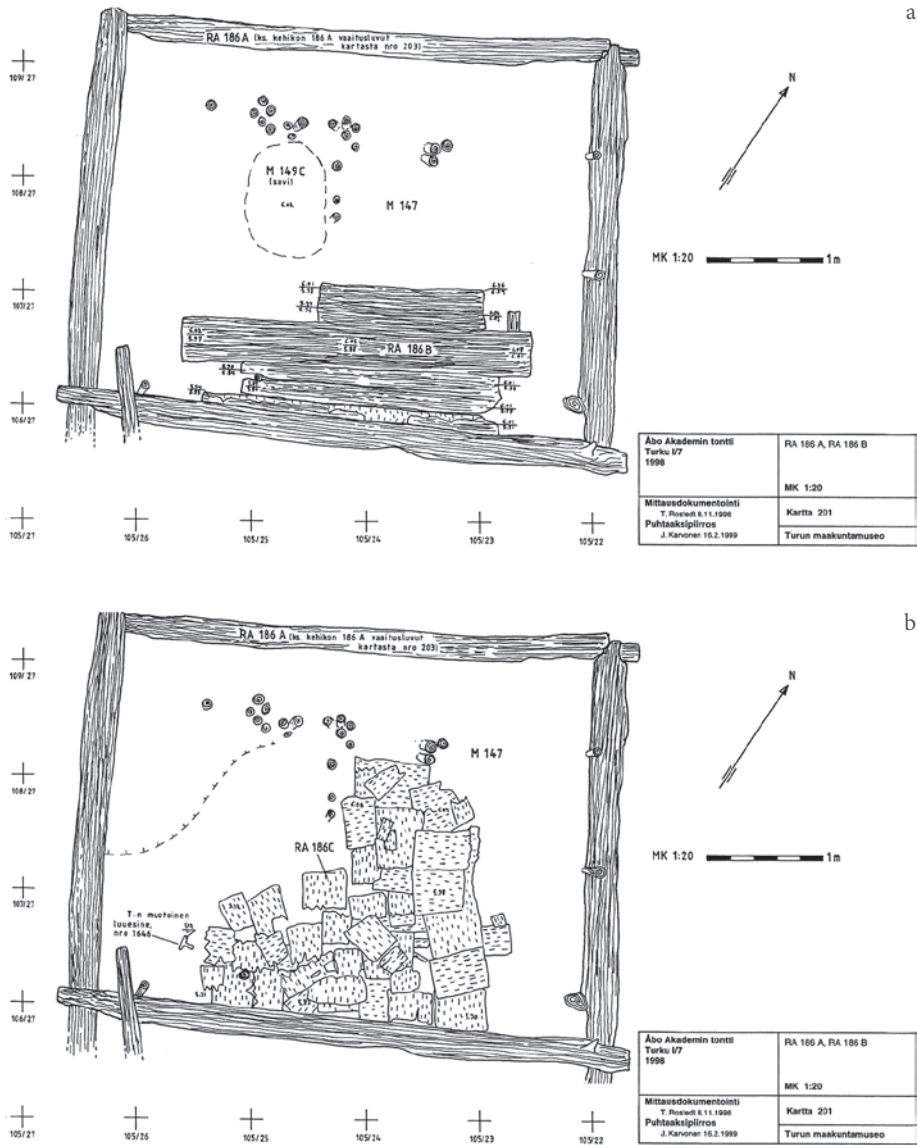 a
RA 186 A (ks. kehikon 186 A vaaitusluvut
kartasta nro 203)
109/27
N
M 149C
(savi)
108/27
M 147
MK 1:20
1m
107/27
RA 186 B
106/27
Åbo Akademin tontti
Turku I/7
1998
RA 186 A, RA 186 B
MK 1:20
Mittausdokumentointi
T. Rosledt 8.11.1998
Puhtaaksipiirros
J. Karvonen 16.2.1999
Kartta 201
Turun maakuntamuseo
105/27
105/26
105/25
105/24
105/23
105/22
b
RA 186 A (ks. kehikon 186 A vaaitusluvut
kartasta nro 203)
109/27
N
M 147
108/27
MK 1:20
1m
RA 186C
107/27
T:n muotoinen
luuesine,
nro 1646
106/27
Åbo Akademin tontti
Turku I/7
1998
RA 186 A, RA 186 B
MK 1:20
Mittausdokumentointi
T. Rosledt 8.11.1998
Puhtaaksipiirros
J. Karvonen 16.2.1999
Kartta 201
Turun maakuntamuseo
105/27
105/26
105/25
105/24
105/23
105/22